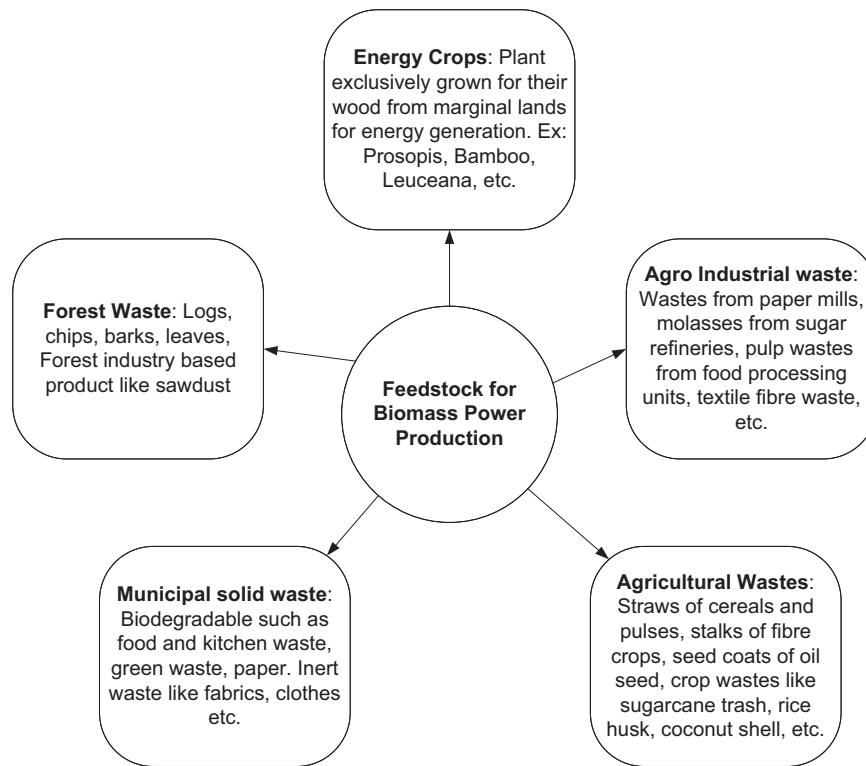 Energy Crops: Plant
exclusively grown for their
wood from marginal lands
for energy generation. Ex:
Prosopis, Bamboo,
Leuceana, etc.
Forest Waste: Logs,
chips, barks, leaves,
Forest industry based
product like sawdust
Agro Industrial waste:
Wastes from paper mills,
molasses from sugar
refineries, pulp wastes
from food processing
units, textile fibre waste,
etc.
Feedstock for
Biomass Power
Production
Municipal solid waste:
Biodegradable such as
food and kitchen waste,
green waste, paper. Inert
waste like fabrics, clothes
etc.
Agricultural Wastes:
Straws of cereals and
pulses, stalks of fibre
crops, seed coats of oil
seed, crop wastes like
sugarcane trash, rice
husk, coconut shell, etc.